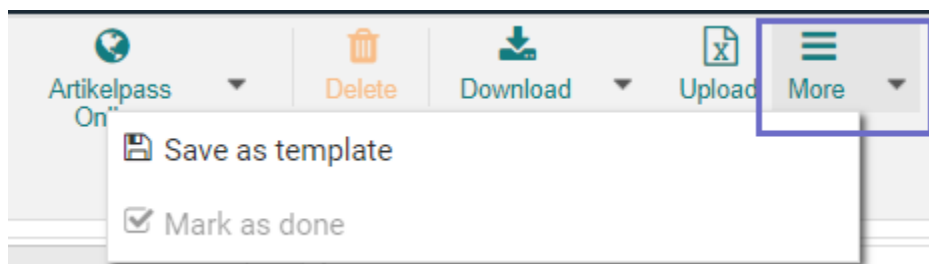 Artikelpass
Delete
Download
Upload
More
Save as template
Mark as done